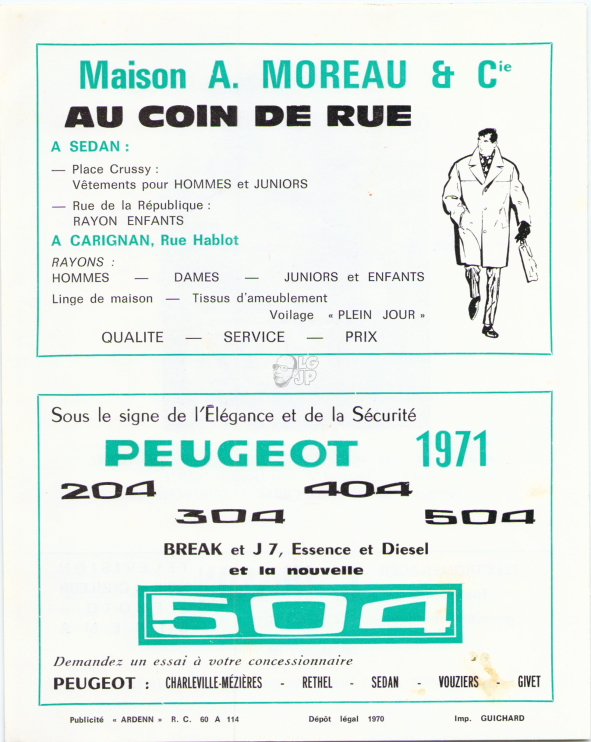 Maison A. MOREAU & Cie
AU COIN DE RUE
A SEDAN :
— Place Crussy :
Vêtements pour HOMMES et JUNIORS
— Rue de la République :
RAYON ENFANTS
A CARIGNAN, Rue Hablot
RAYONS :
HOMMES — DAMES — JUNIORS et ENFANTS
Linge de maison — Tissus d'ameublement
Voilage « PLEIN JOUR »
QUALITE — SERVICE — PRIX
LG
JP
Sous le signe de l'Élégance et de la Sécurité
PEUGEOT 1971
204 404
304 504
BREAK et J 7, Essence et Diesel
et la nouvelle
504
Demandez un essai à votre concessionnaire
PEUGEOT : CHARLEVILLE-MÉZIÈRES - RETHEL - SEDAN - VOUZIERS - GIVET
Publicité « ARDENN » R. C. 60 A 114 Dépôt légal 1970 Imp. GUICHARD